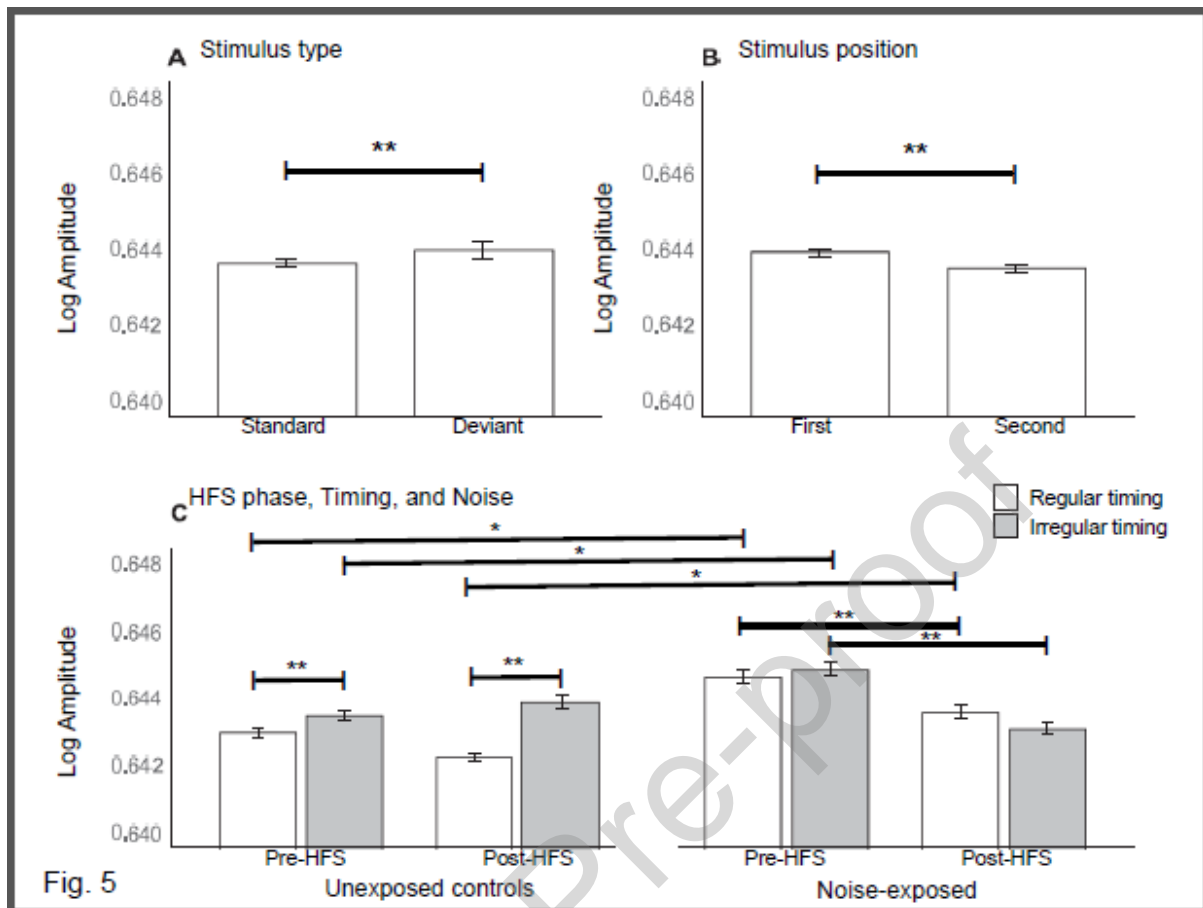 A Stimulus type
B Stimulus position
0.648
0.646
0.644
0.642
0.640
Log Amplitude
**
Standard
Deviant
0.648
0.646
0.644
0.642
0.640
Log Amplitude
**
First
Second
C HFS phase, Timing, and Noise
Regular timing
Irregular timing
*
*
*
**
**
**
**
0.648
0.646
0.644
0.642
0.640
Log Amplitude
Pre-HFS
Post-HFS
Pre-HFS
Post-HFS
Unexposed controls
Noise-exposed
Fig. 5
Pre-proof